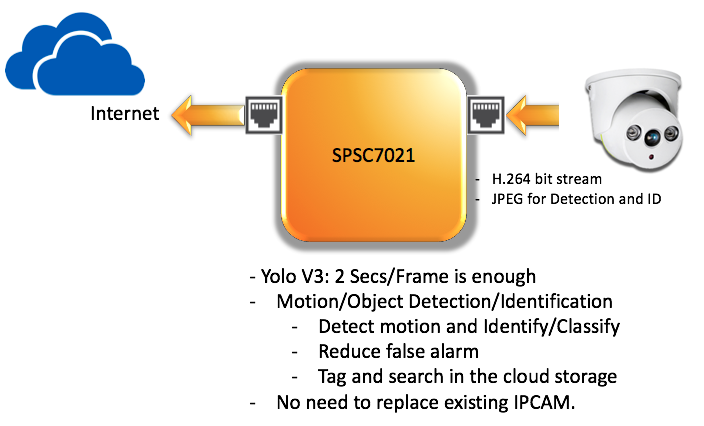 Internet
SPSC7021
- H.264 bit stream
- JPEG for Detection and ID
- Yolo V3: 2 Secs/Frame is enough
- Motion/Object Detection/Identification
- Detect motion and Identify/Classify
- Reduce false alarm
- Tag and search in the cloud storage
- No need to replace existing IPCAM.